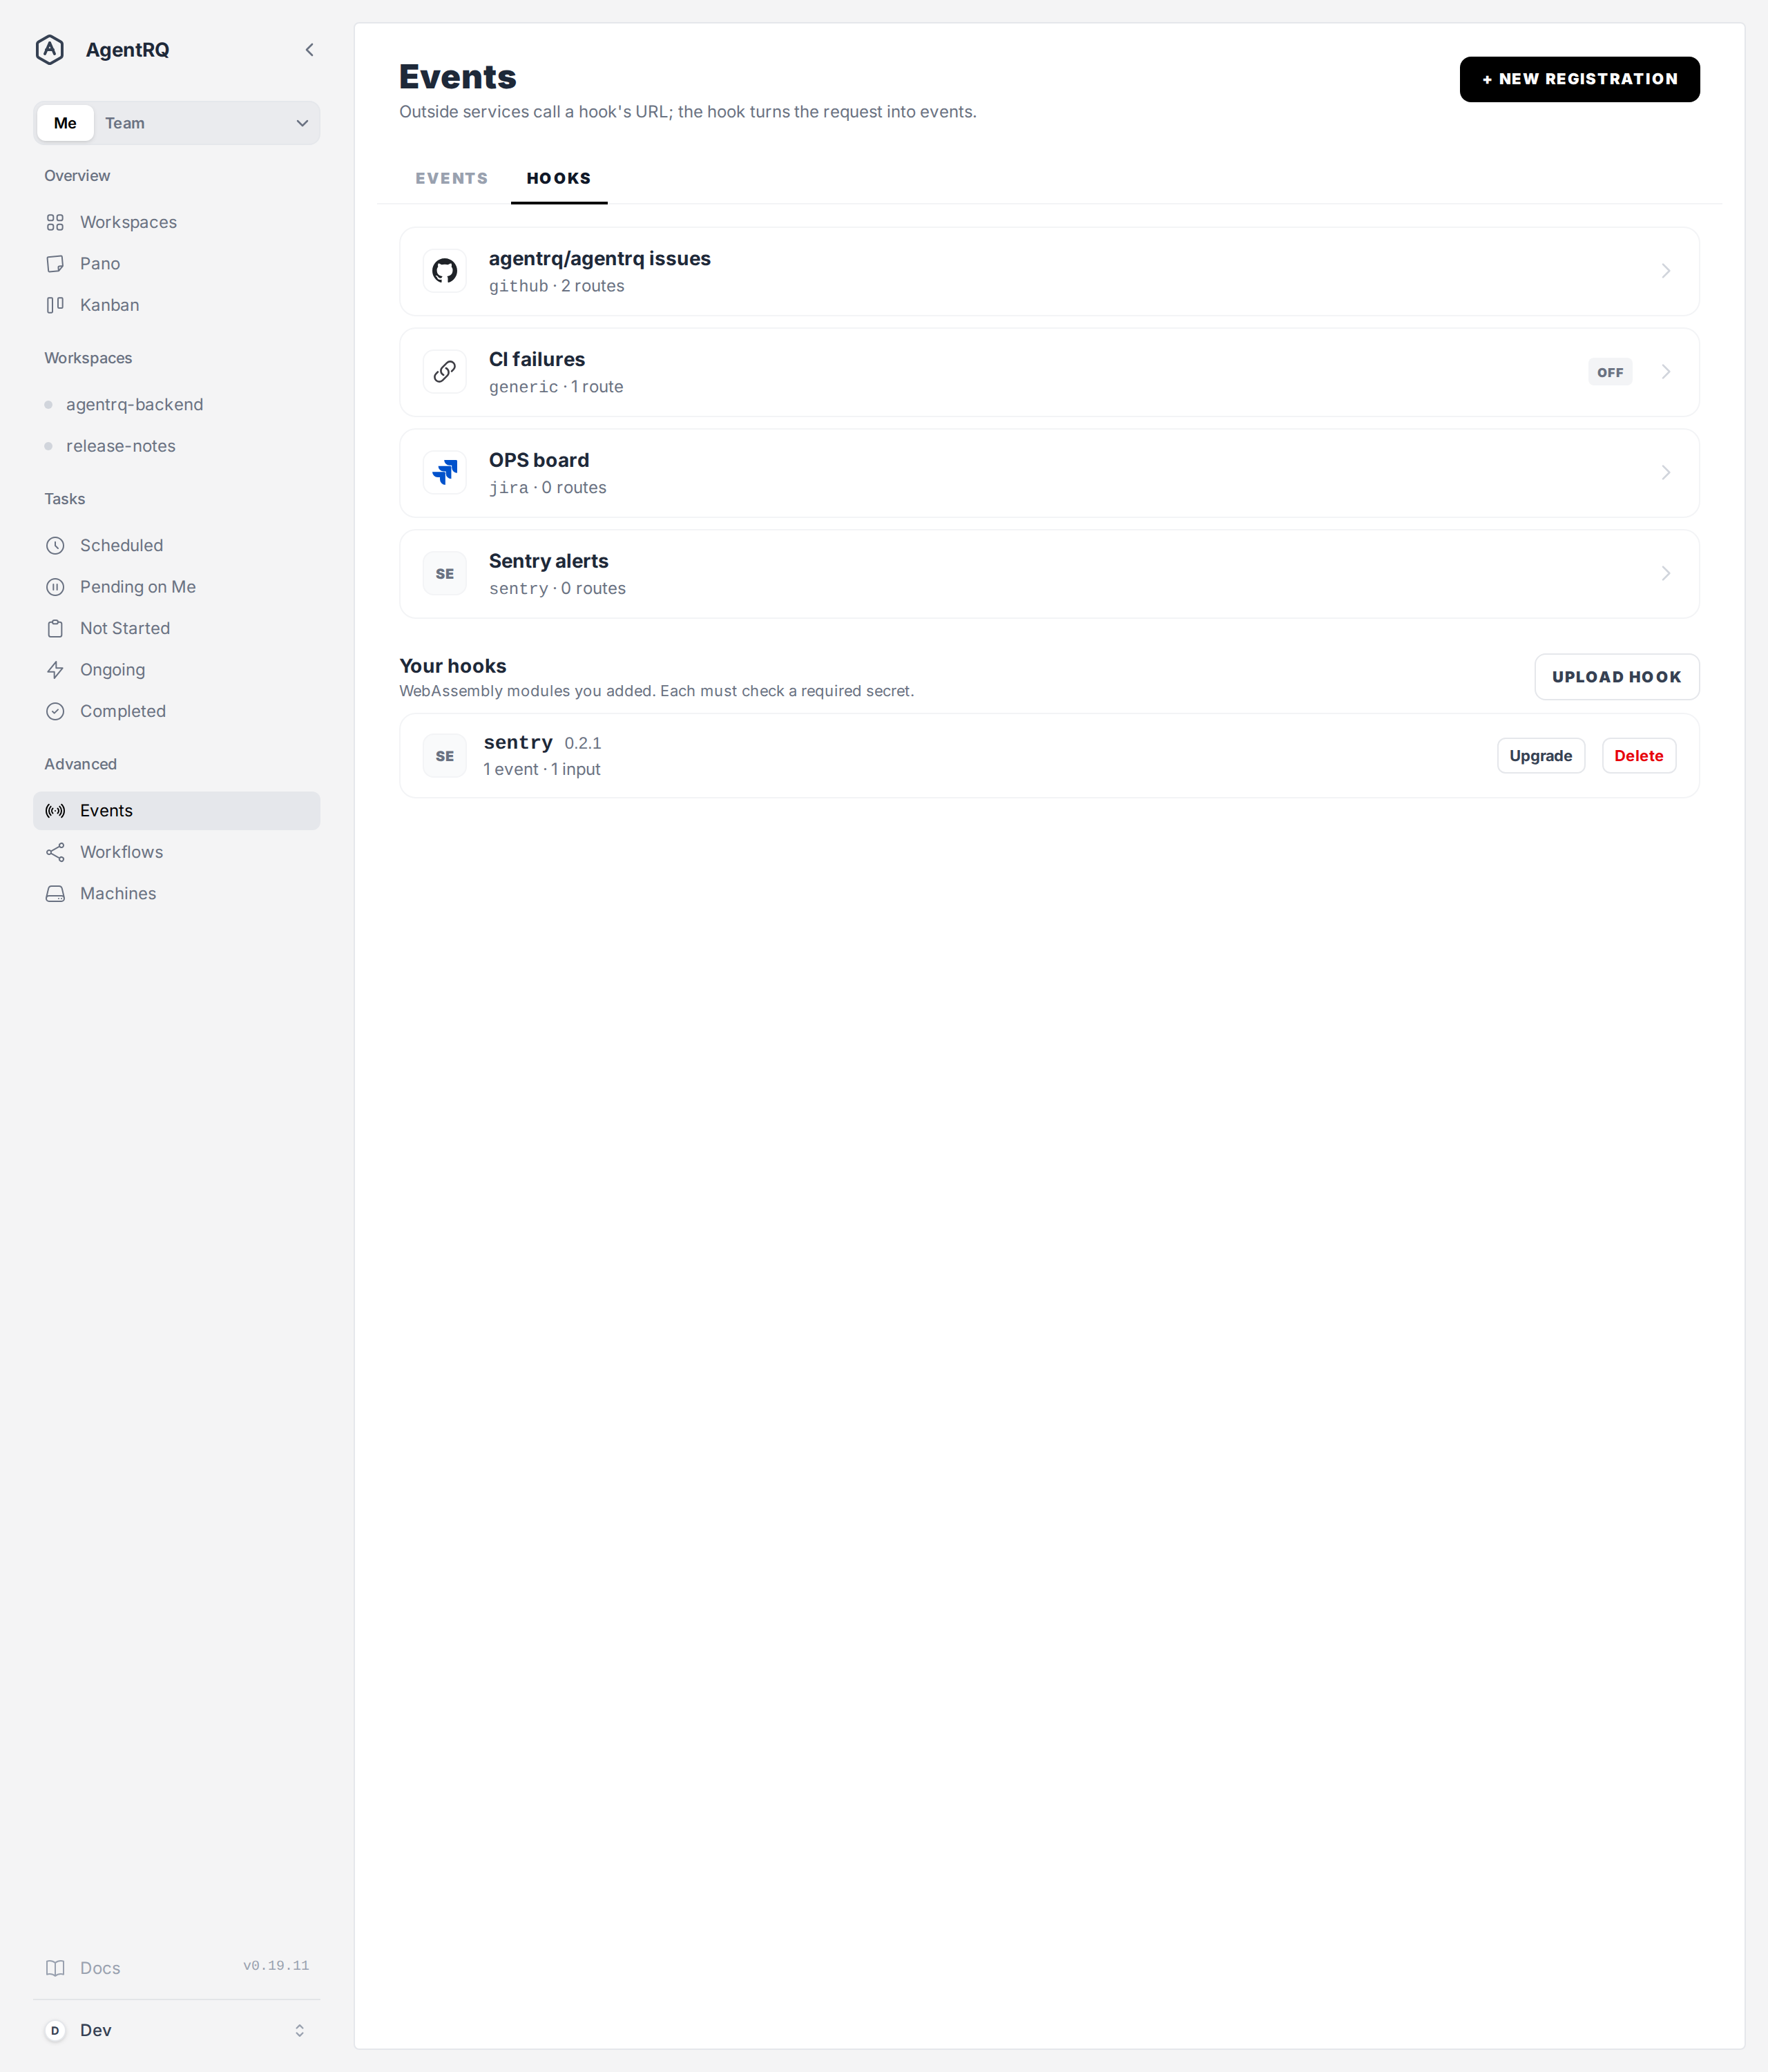 AgentRQ
Me
Team
Overview
Workspaces
Pano
Kanban
Workspaces
agentrq-backend
release-notes
Tasks
Scheduled
Pending on Me
Not Started
Ongoing
Completed
Advanced
Events
Workflows
Machines
Docs
v0.19.11
D
Dev
Events
Outside services call a hook's URL; the hook turns the request into events.
+ NEW REGISTRATION
EVENTS
HOOKS
agentrq/agentrq issues
github · 2 routes
CI failures
generic · 1 route
OFF
OPS board
jira · 0 routes
SE
Sentry alerts
sentry · 0 routes
Your hooks
WebAssembly modules you added. Each must check a required secret.
UPLOAD HOOK
SE
sentry 0.2.1
1 event · 1 input
Upgrade
Delete